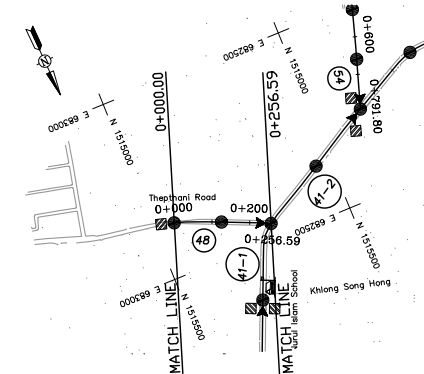 0+600
E 682500
N 1515000
54
0+791.80
N
0+000.00
0+256.59
E 683000
N 1515000
41-2
Thepthani Road
0+000
0+200
E 682500
N 1515500
48
0+256.59
41-1
Khlong Song Hong
Nurul Islam School
E 683000
N 1515500
MATCH LINE
MATCH LINE